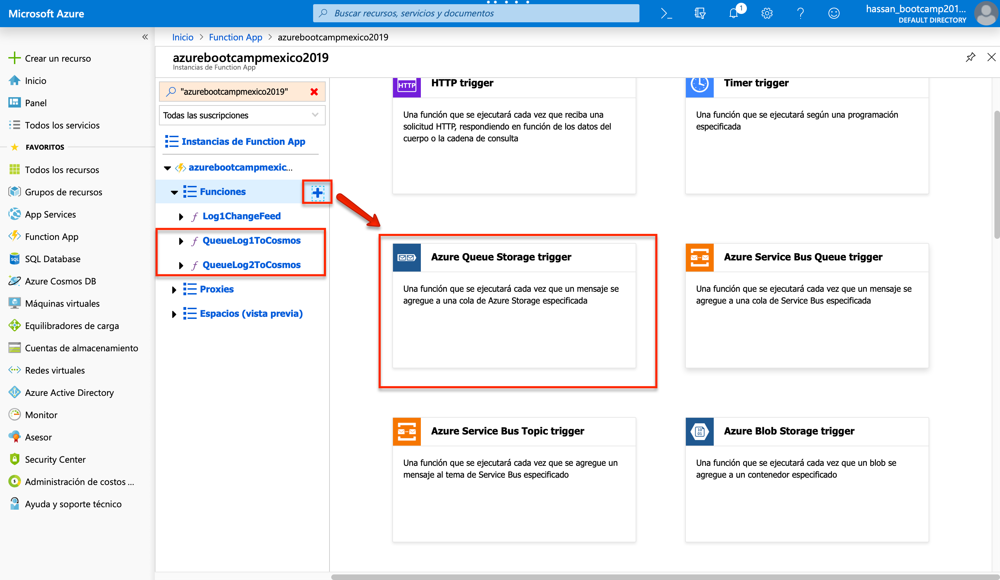 Microsoft Azure
Buscar recursos, servicios y documentos
1
hassan_bootcamp201...
DEFAULT DIRECTORY
Inicio > Function App > azurebootcampmexico2019
azurebootcampmexico2019
Instancias de Function App
Crear un recurso
Inicio
Panel
Todos los servicios
FAVORITOS
Todos los recursos
Grupos de recursos
App Services
Function App
SQL
SQL Database
Azure Cosmos DB
Máquinas virtuales
Equilibradores de carga
Cuentas de almacenamiento
Redes virtuales
Azure Active Directory
Monitor
Asesor
Security Center
Administración de costos ...
Ayuda y soporte técnico
"azurebootcampmexico2019"
Todas las suscripciones
Instancias de Function App
azurebootcampmexic...
Funciones
Log1ChangeFeed
QueueLog1ToCosmos
QueueLog2ToCosmos
Proxies
Espacios (vista previa)
HTTP
HTTP trigger
Una función que se ejecutará cada vez que reciba una
solicitud HTTP, respondiendo en función de los datos del
cuerpo o la cadena de consulta
Timer trigger
Una función que se ejecutará según una programación
especificada
Azure Queue Storage trigger
Una función que se ejecutará cada vez que un mensaje se
agregue a una cola de Azure Storage especificada
Azure Service Bus Queue trigger
Una función que se ejecutará cada vez que un mensaje se
agregue a una cola de Service Bus especificada
Azure Service Bus Topic trigger
Una función que se ejecutará cada vez que se agregue un
mensaje al tema de Service Bus especificado
10
01
Azure Blob Storage trigger
Una función que se ejecutará cada vez que un blob se
agregue a un contenedor especificado